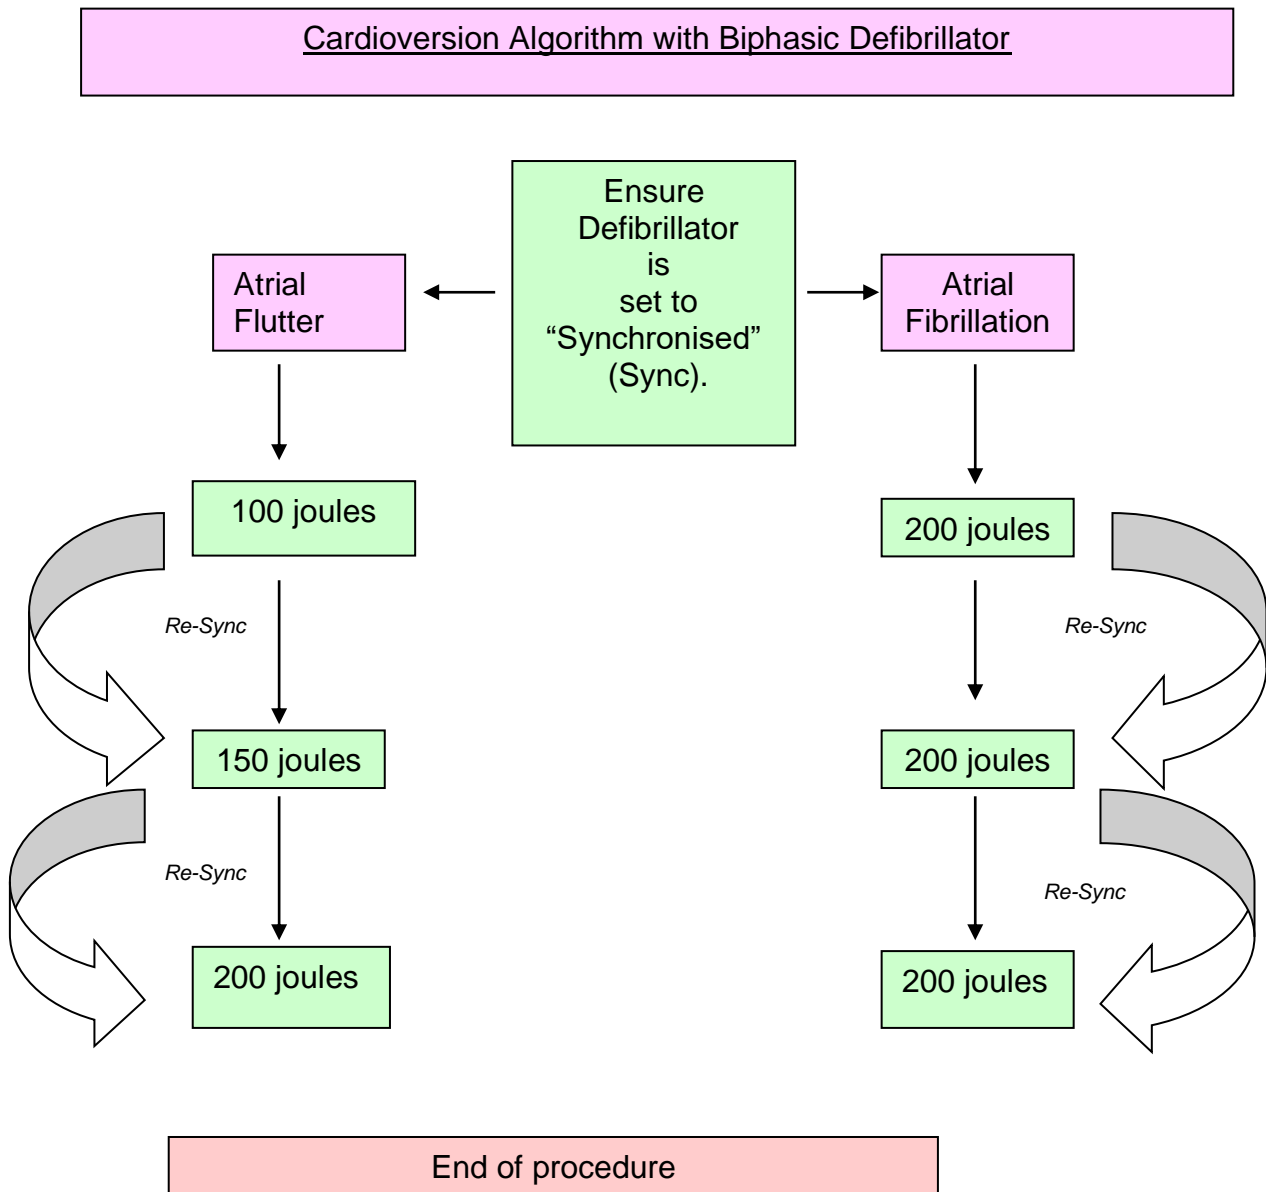 Cardioversion Algorithm with Biphasic Defibrillator
Ensure
Defibrillator
is
set to
“Synchronised”
(Sync).
Atrial
Flutter
Atrial
Fibrillation
100 joules
200 joules
Re-Sync
Re-Sync
150 joules
200 joules
Re-Sync
Re-Sync
200 joules
200 joules
End of procedure